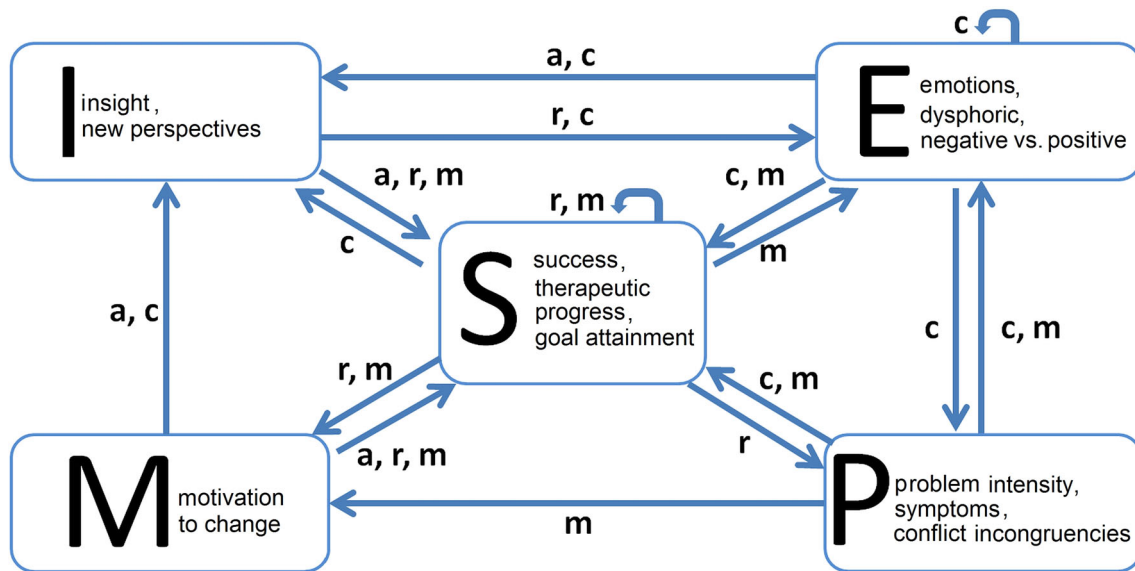 c
a, c
I
insight,
new perspectives
r, c
E
emotions,
dysphoric,
negative vs. positive
a, r, m
c
r, m
c, m
m
S
success,
therapeutic
progress,
goal attainment
a, c
c
c, m
r, m
a, r, m
c, m
r
M
motivation
to change
m
P
problem intensity,
symptoms,
conflict incongruencies